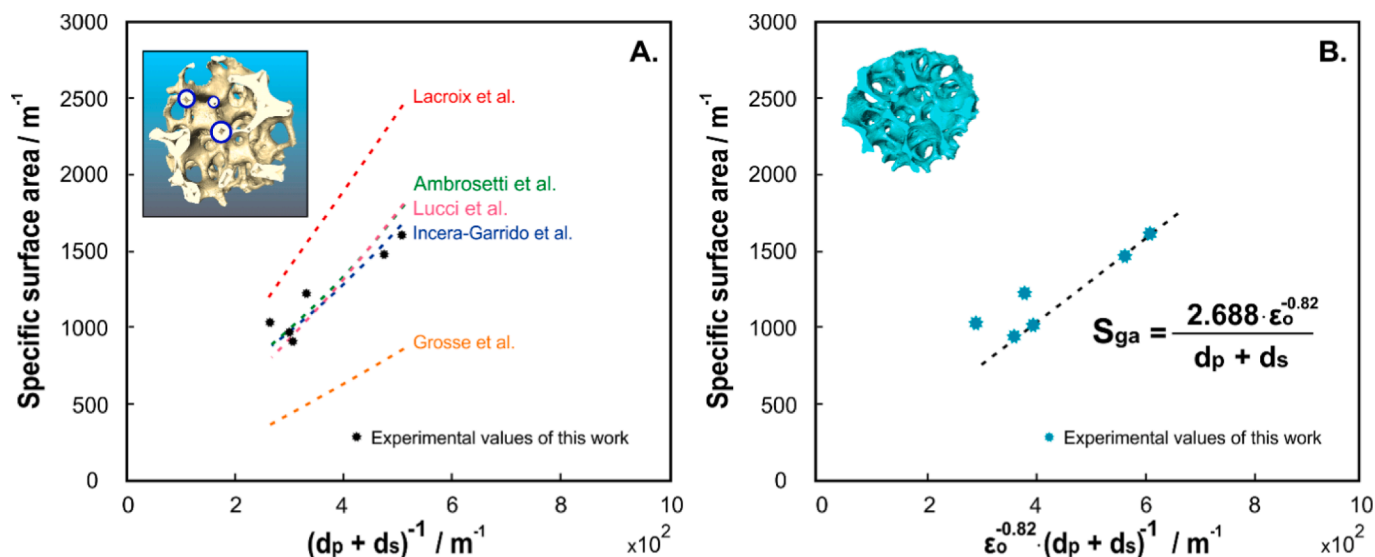 A.
3000
2500
2000
1500
1000
500
0
Specific surface area / m⁻¹
Lacroix et al.
Ambrosetti et al.
Lucci et al.
Incera-Garrido et al.
Grosse et al.
Experimental values of this work
0 2 4 6 8 10
(dp + ds)⁻¹ / m⁻¹
x10²
B.
3000
2500
2000
1500
1000
500
0
Specific surface area / m⁻¹
Sga = 2.688·εo^-0.82
dp + ds
Experimental values of this work
0 2 4 6 8 10
εo^-0.82·(dp + ds)⁻¹ / m⁻¹
x10²